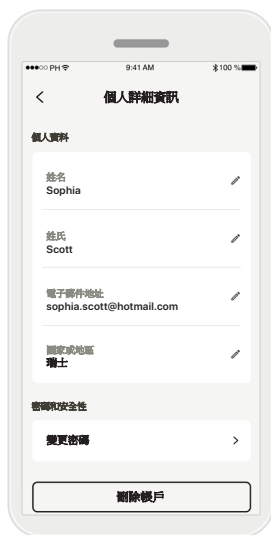 PH 9:41 AM 100 %
個人詳細資訊
個人資料
姓名
Sophia
姓氏
Scott
電子郵件地址
sophia.scott@hotmail.com
國家或地區
瑞士
密碼和安全性
變更密碼
刪除帳戶